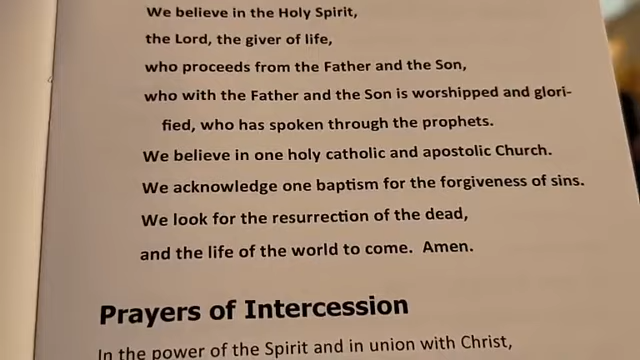 We believe in the Holy Spirit,
the Lord, the giver of life,
who proceeds from the Father and the Son,
who with the Father and the Son is worshipped and glori-
fied, who has spoken through the prophets.
We believe in one holy catholic and apostolic Church.
We acknowledge one baptism for the forgiveness of sins.
We look for the resurrection of the dead,
and the life of the world to come.  Amen.
Prayers of Intercession
In the power of the Spirit and in union with Christ,